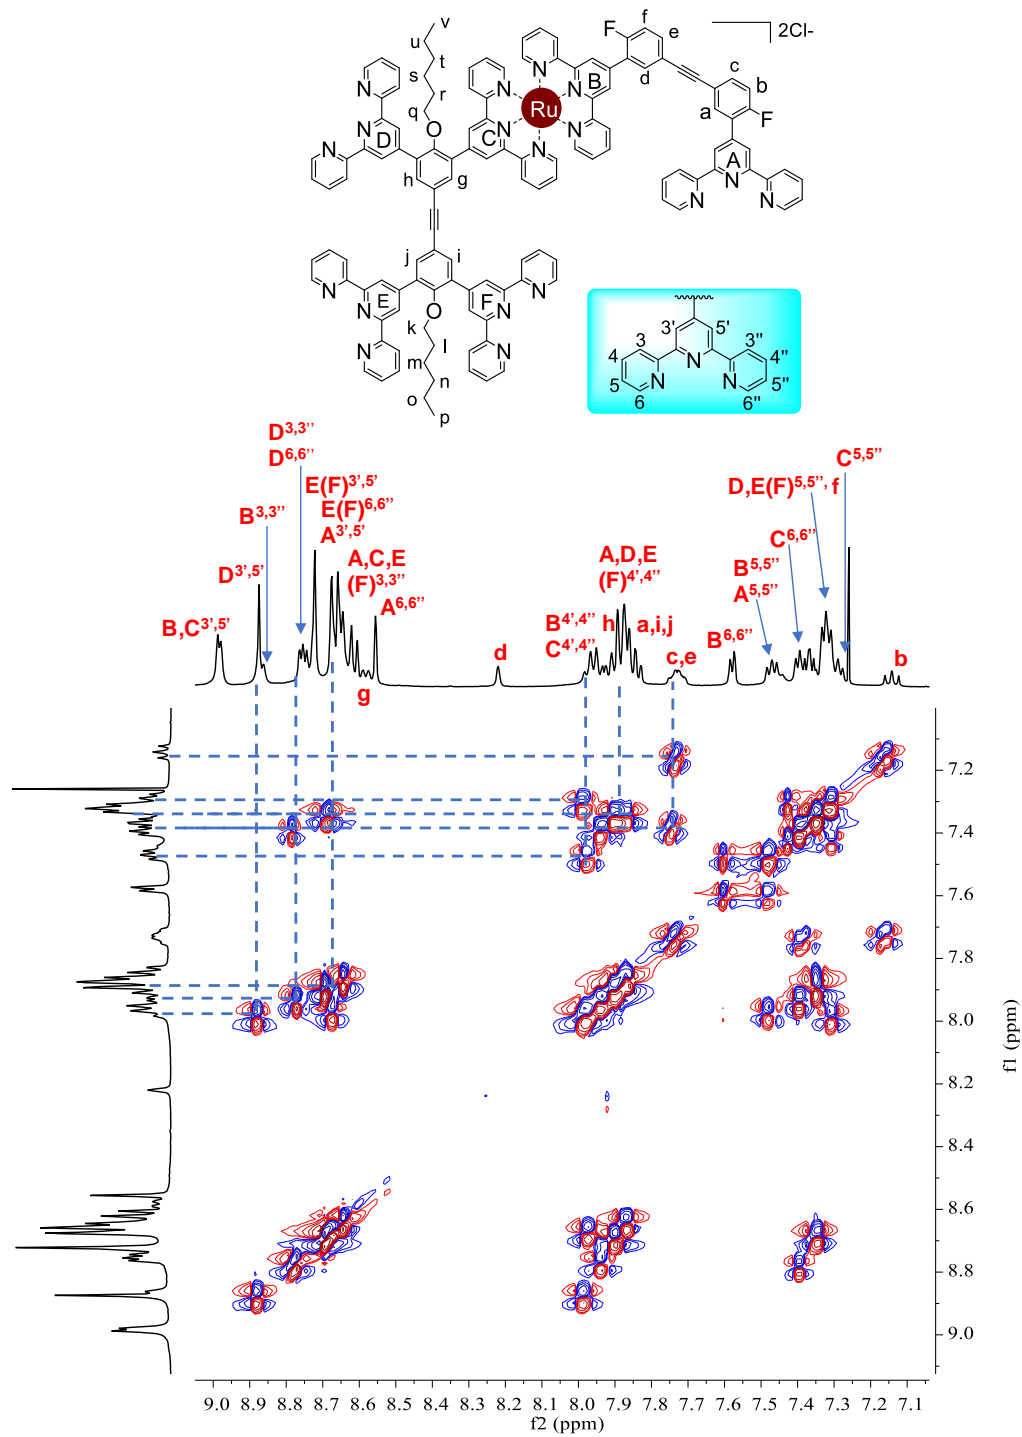 v
u
t
s
r
q
F
f
e
2Cl-
N
N
N
N
N
N
B
N
d
c
b
a
F
D
N
O
C
N
Ru
N
N
N
N
N
h
g
A
N
N
N
j
i
N
N
N
N
E
N
F
N
O
k
l
m
n
o
p
3' 5'
3 3''
4 4''
5 N N N 5''
6 6''
D3,3''
D6,6''
C5,5''
E(F)3',5'
D,E(F)5,5'', f
B3,3''
E(F)6,6''
A3',5'
C6,6''
A,C,E
(F)3,3''
A,D,E
(F)4',4''
B5,5''
A5,5''
D3',5'
A6,6''
B,C3',5'
B4',4''
C4',4''
h
a,i,j
B6,6''
d
c,e
b
g
7.2
7.4
7.6
7.8
8.0
8.2
8.4
8.6
8.8
9.0
f1 (ppm)
9.0 8.9 8.8 8.7 8.6 8.5 8.4 8.3 8.2 8.1 8.0 7.9 7.8 7.7 7.6 7.5 7.4 7.3 7.2 7.1
f2 (ppm)